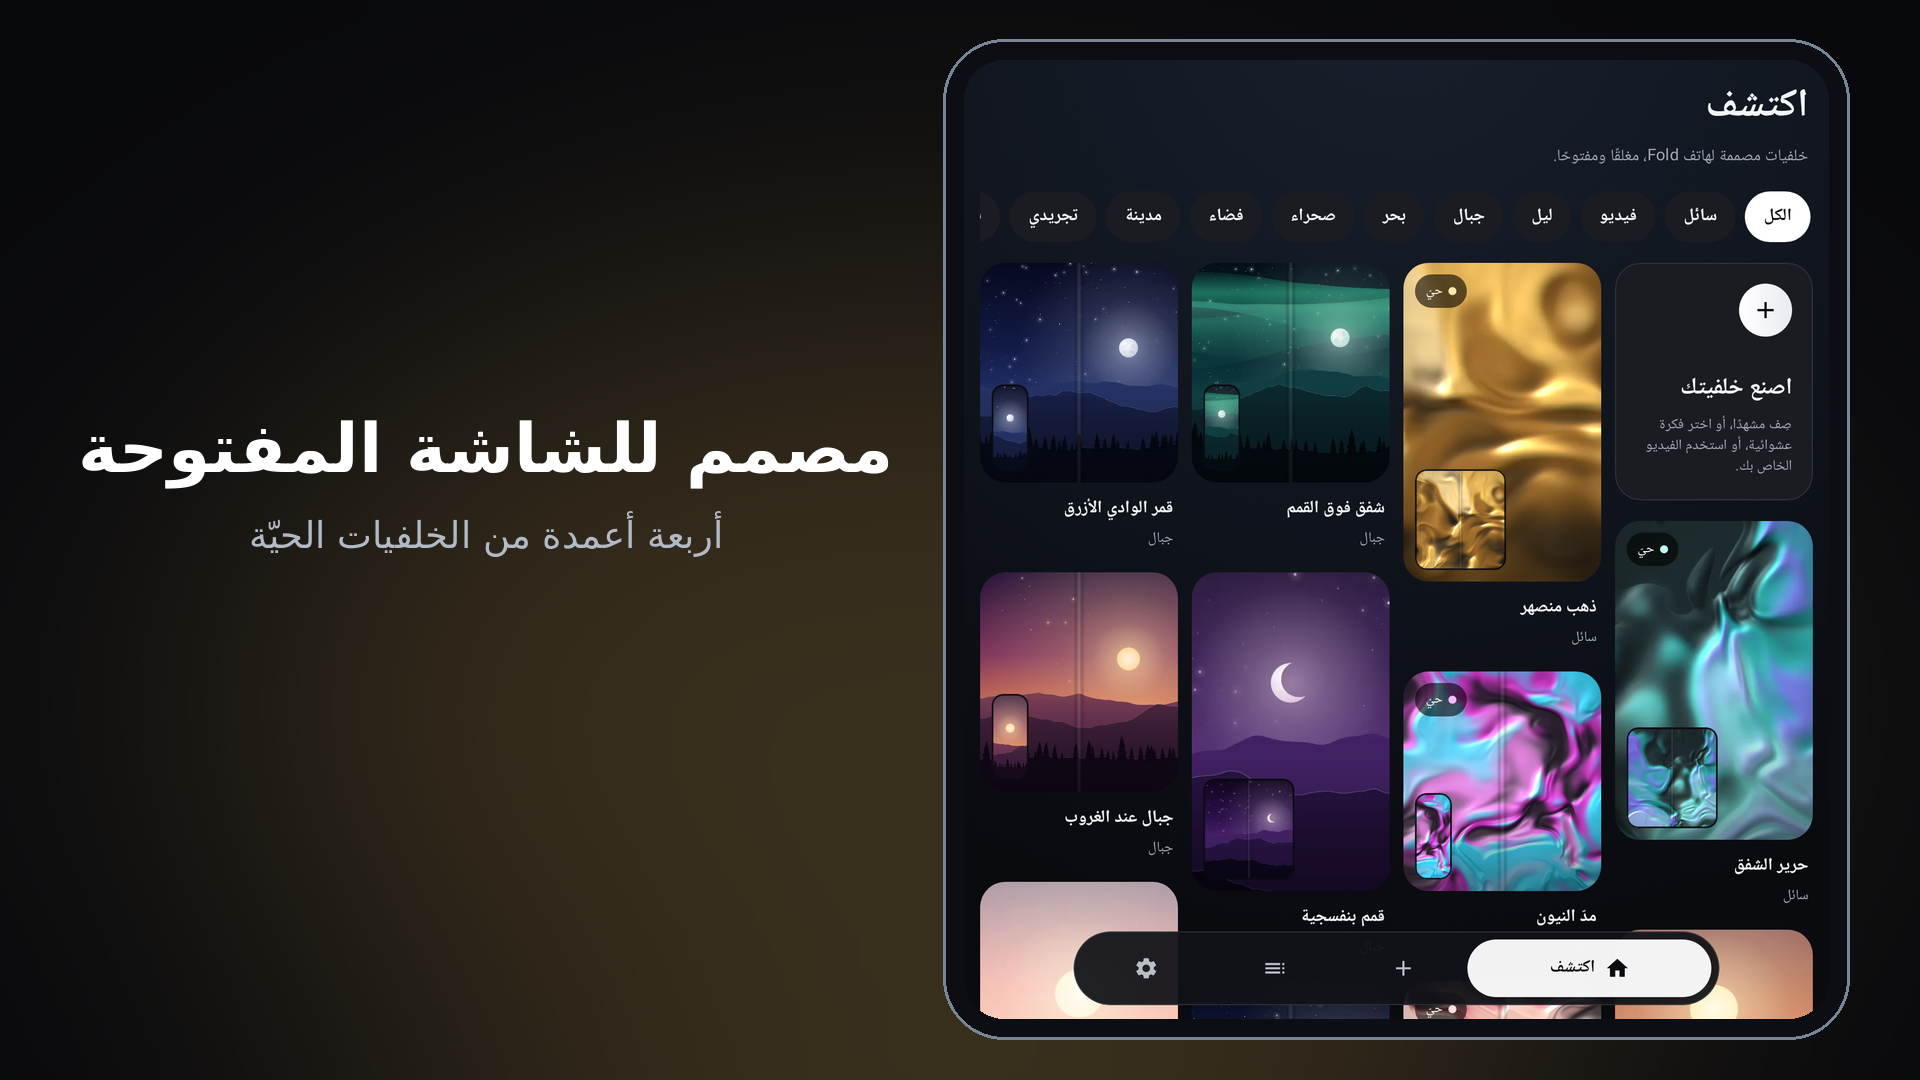 مصمم للشاشة المفتوحة
أربعة أعمدة من الخلفيات الحيّة
اكتشف
خلفيات مصممة لهاتف Fold، مغلقًا ومفتوحًا.
الكل
سائل
فيديو
ليل
جبال
بحر
صحراء
فضاء
مدينة
تجريدي
اصنع خلفيتك
صِف مشهدًا، أو اختر فكرة
عشوائية، أو استخدم الفيديو
الخاص بك.
حيّ
حرير الشفق
سائل
حيّ
ذهب منصهر
سائل
حيّ
مدّ النيون
حيّ
شفق فوق القمم
جبال
قمم بنفسجية
جبال
قمر الوادي الأزرق
جبال
جبال عند الغروب
جبال
اكتشف